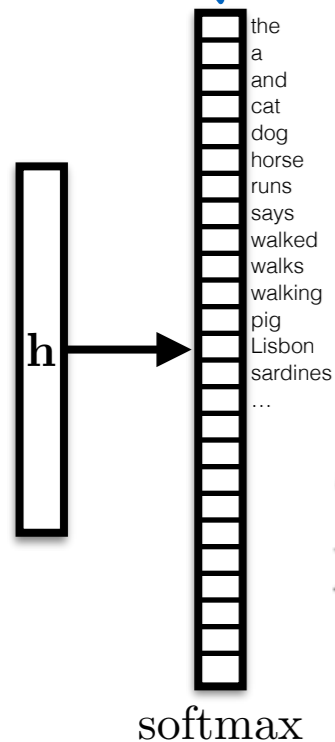 the
a
and
cat
dog
horse
runs
says
walked
walks
walking
pig
h
Lisbon
sardines
...
softmax